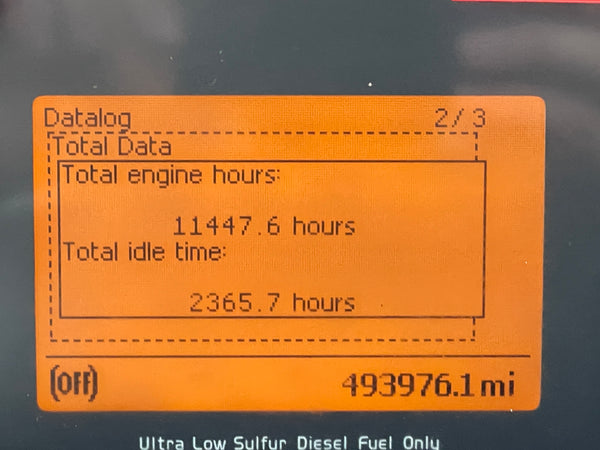 Datalog 2/3
Total Data
Total engine hours:
11447.6 hours
Total idle time:
2365.7 hours
(OFF) 493976.1 mi
Ultra Low Sulfur Diesel Fuel Only